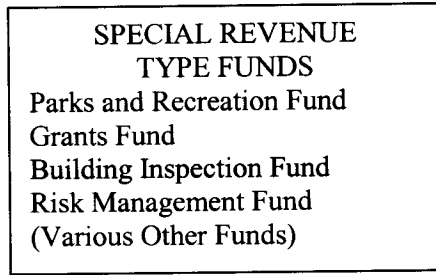 SPECIAL REVENUE
TYPE FUNDS
Parks and Recreation Fund
Grants Fund
Building Inspection Fund
Risk Management Fund
(Various Other Funds)